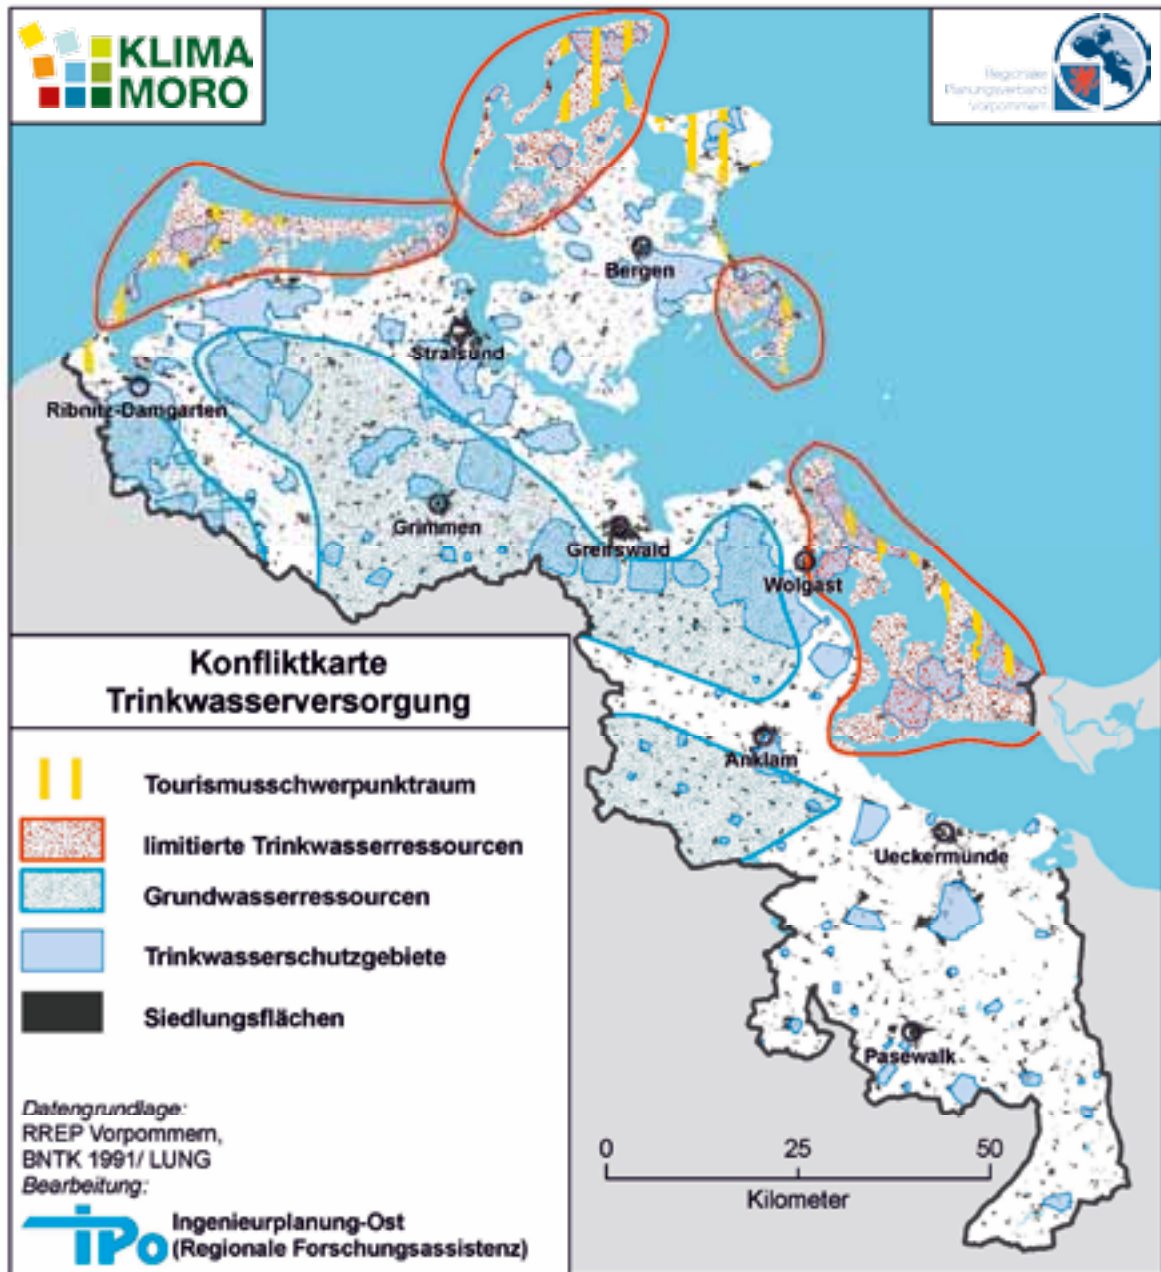 KLIMA
MORO
Regionaler
Planungsverband
Vorpommern
Bergen
Stralsund
Ribnitz-Damgarten
Grimmen
Greifswald
Wolgast
Anklam
Ueckermünde
Pasewalk
Konfliktkarte
Trinkwasserversorgung
Tourismusschwerpunktraum
limitierte Trinkwasserressourcen
Grundwasserressourcen
Trinkwasserschutzgebiete
Siedlungsflächen
Datengrundlage:
RREP Vorpommern,
BNTK 1991/ LUNG
Bearbeitung:
IPO Ingenieurplanung-Ost
(Regionale Forschungsassistenz)
0 25 50
Kilometer